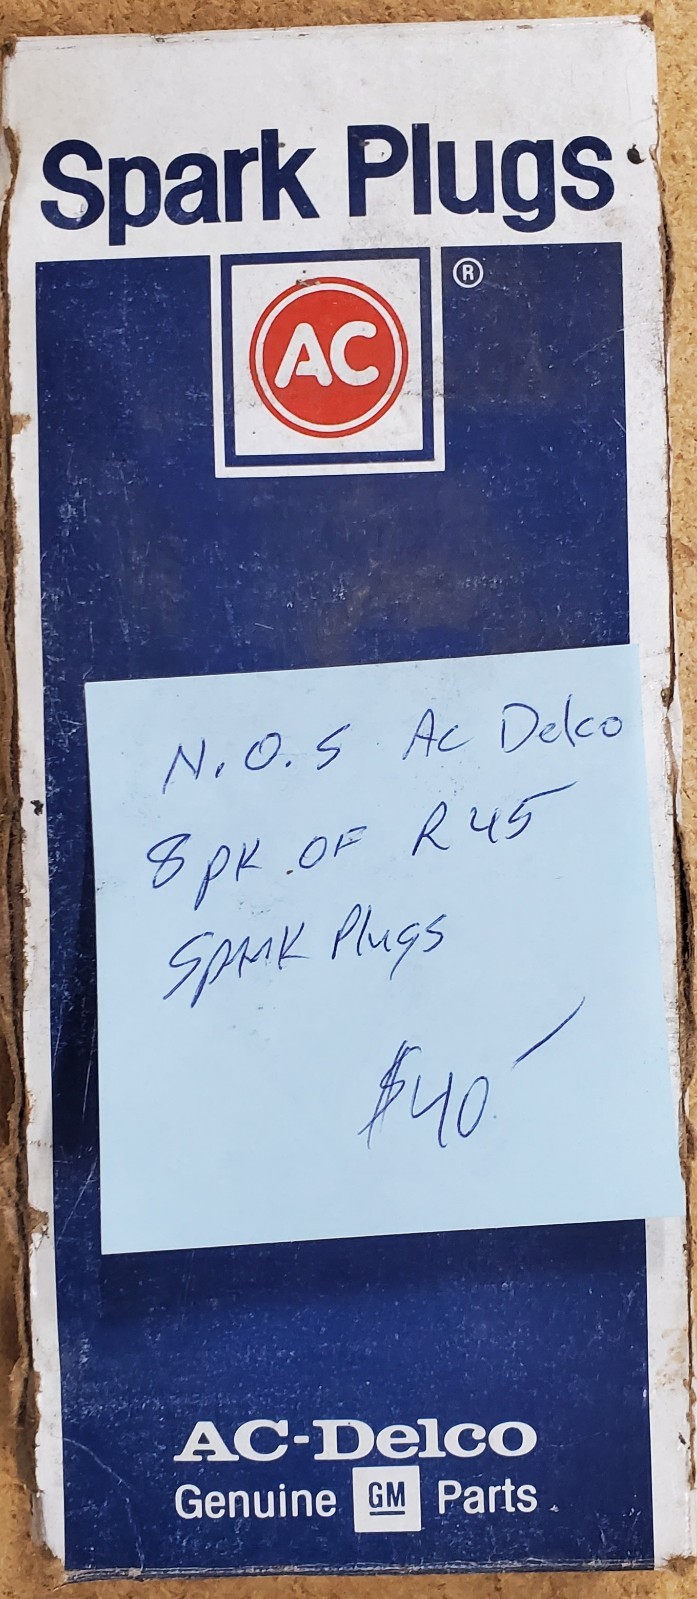 Spark Plugs
AC ®
N.O.S Ac Delco
8 PK OF R45
SPARK Plugs
$40
AC-Delco
Genuine GM Parts